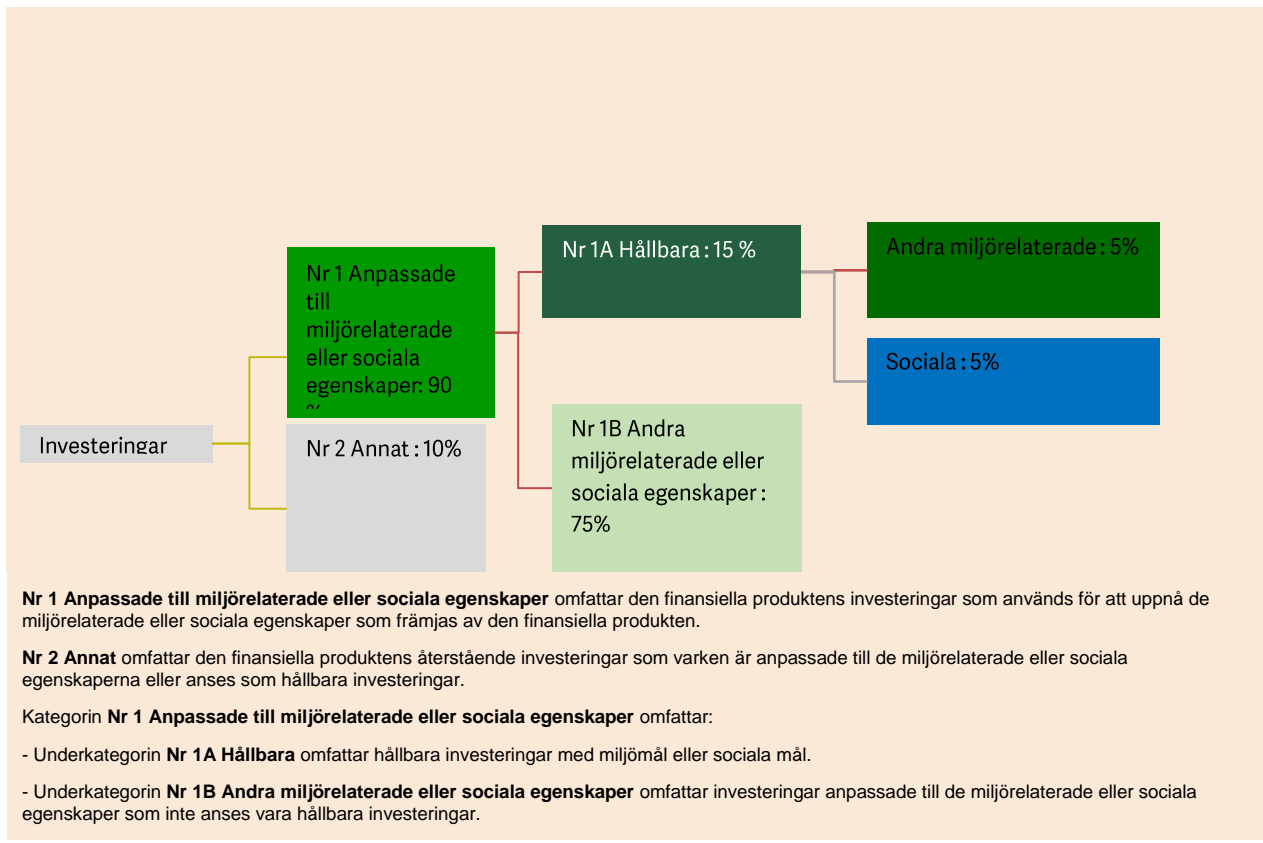 Nr 1A Hållbara : 15 %
Andra miljörelaterade : 5%
Nr 1 Anpassade
till
miljörelaterade
eller sociala
egenskaper: 90
%
Sociala : 5%
Nr 1B Andra
miljörelaterade eller
sociala egenskaper :
75%
Investeringar
Nr 2 Annat : 10%
Nr 1 Anpassade till miljörelaterade eller sociala egenskaper omfattar den finansiella produktens investeringar som används för att uppnå de
miljörelaterade eller sociala egenskaper som främjas av den finansiella produkten.
Nr 2 Annat omfattar den finansiella produktens återstående investeringar som varken är anpassade till de miljörelaterade eller sociala
egenskaperna eller anses som hållbara investeringar.
Kategorin Nr 1 Anpassade till miljörelaterade eller sociala egenskaper omfattar:
- Underkategorin Nr 1A Hållbara omfattar hållbara investeringar med miljömål eller sociala mål.
- Underkategorin Nr 1B Andra miljörelaterade eller sociala egenskaper omfattar investeringar anpassade till de miljörelaterade eller sociala
egenskaper som inte anses vara hållbara investeringar.